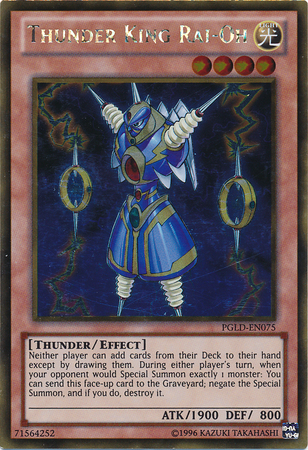 THUNDER KING RAI-OH
LIGHT
光
PGLD-EN075
[THUNDER/EFFECT]
Neither player can add cards from their Deck to their hand
except by drawing them. During either player's turn, when
your opponent would Special Summon exactly 1 monster: You
can send this face-up card to the Graveyard; negate the Special
Summon, and if you do, destroy it.
ATK/1900 DEF/ 800
71564252
©1996 KAZUKI TAKAHASHI